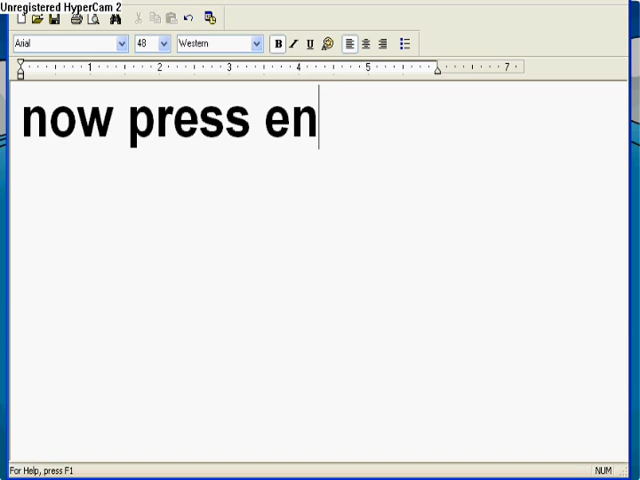 Unregistered HyperCam 2
Arial 48 Western B I U
1 2 3 4 5 7
now press en
For Help, press F1 NUM